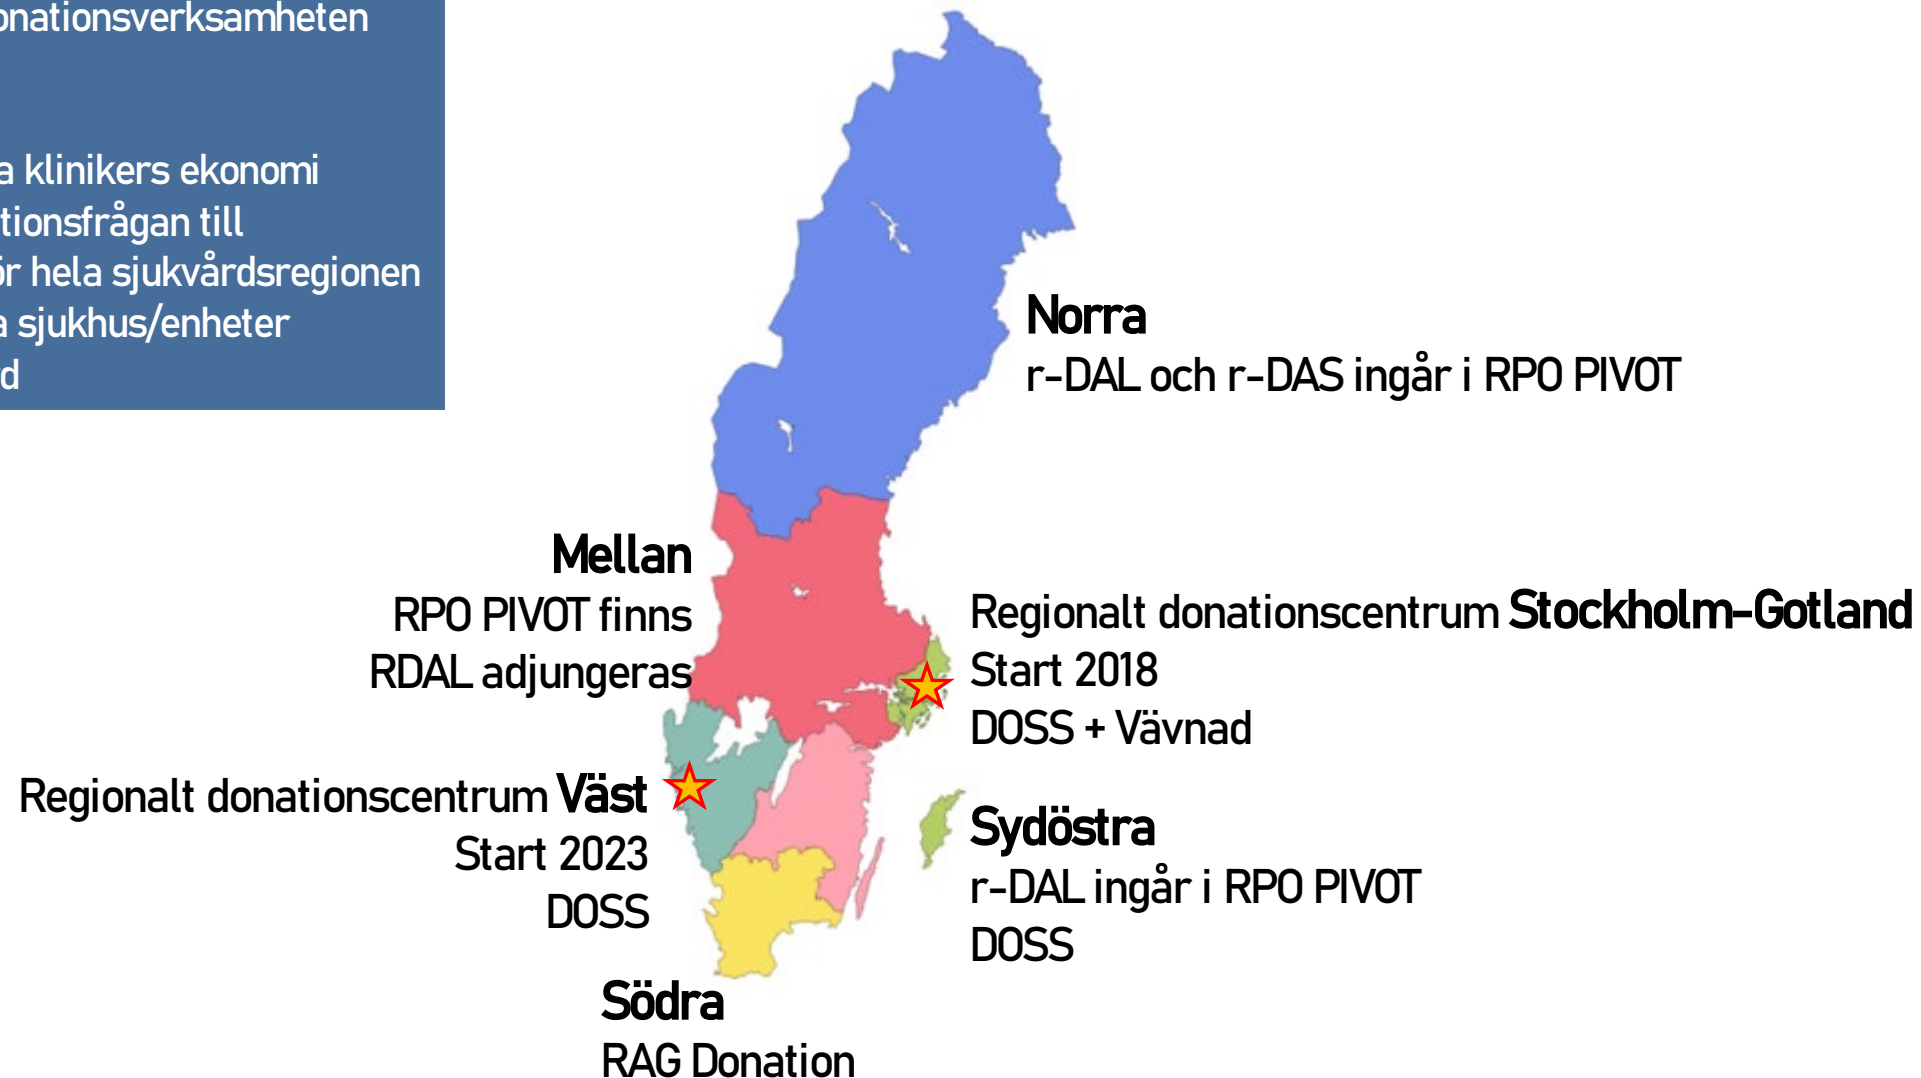 onationsverksamheten
a klinikers ekonomi
tionsfrågan till
ör hela sjukvårdsregionen
a sjukhus/enheter
d
Norra
r-DAL och r-DAS ingår i RPO PIVOT
Mellan
RPO PIVOT finns
RDAL adjungeras
Regionalt donationscentrum Stockholm-Gotland
Start 2018
DOSS + Vävnad
Regionalt donationscentrum Väst
Start 2023
DOSS
Sydöstra
r-DAL ingår i RPO PIVOT
DOSS
Södra
RAG Donation